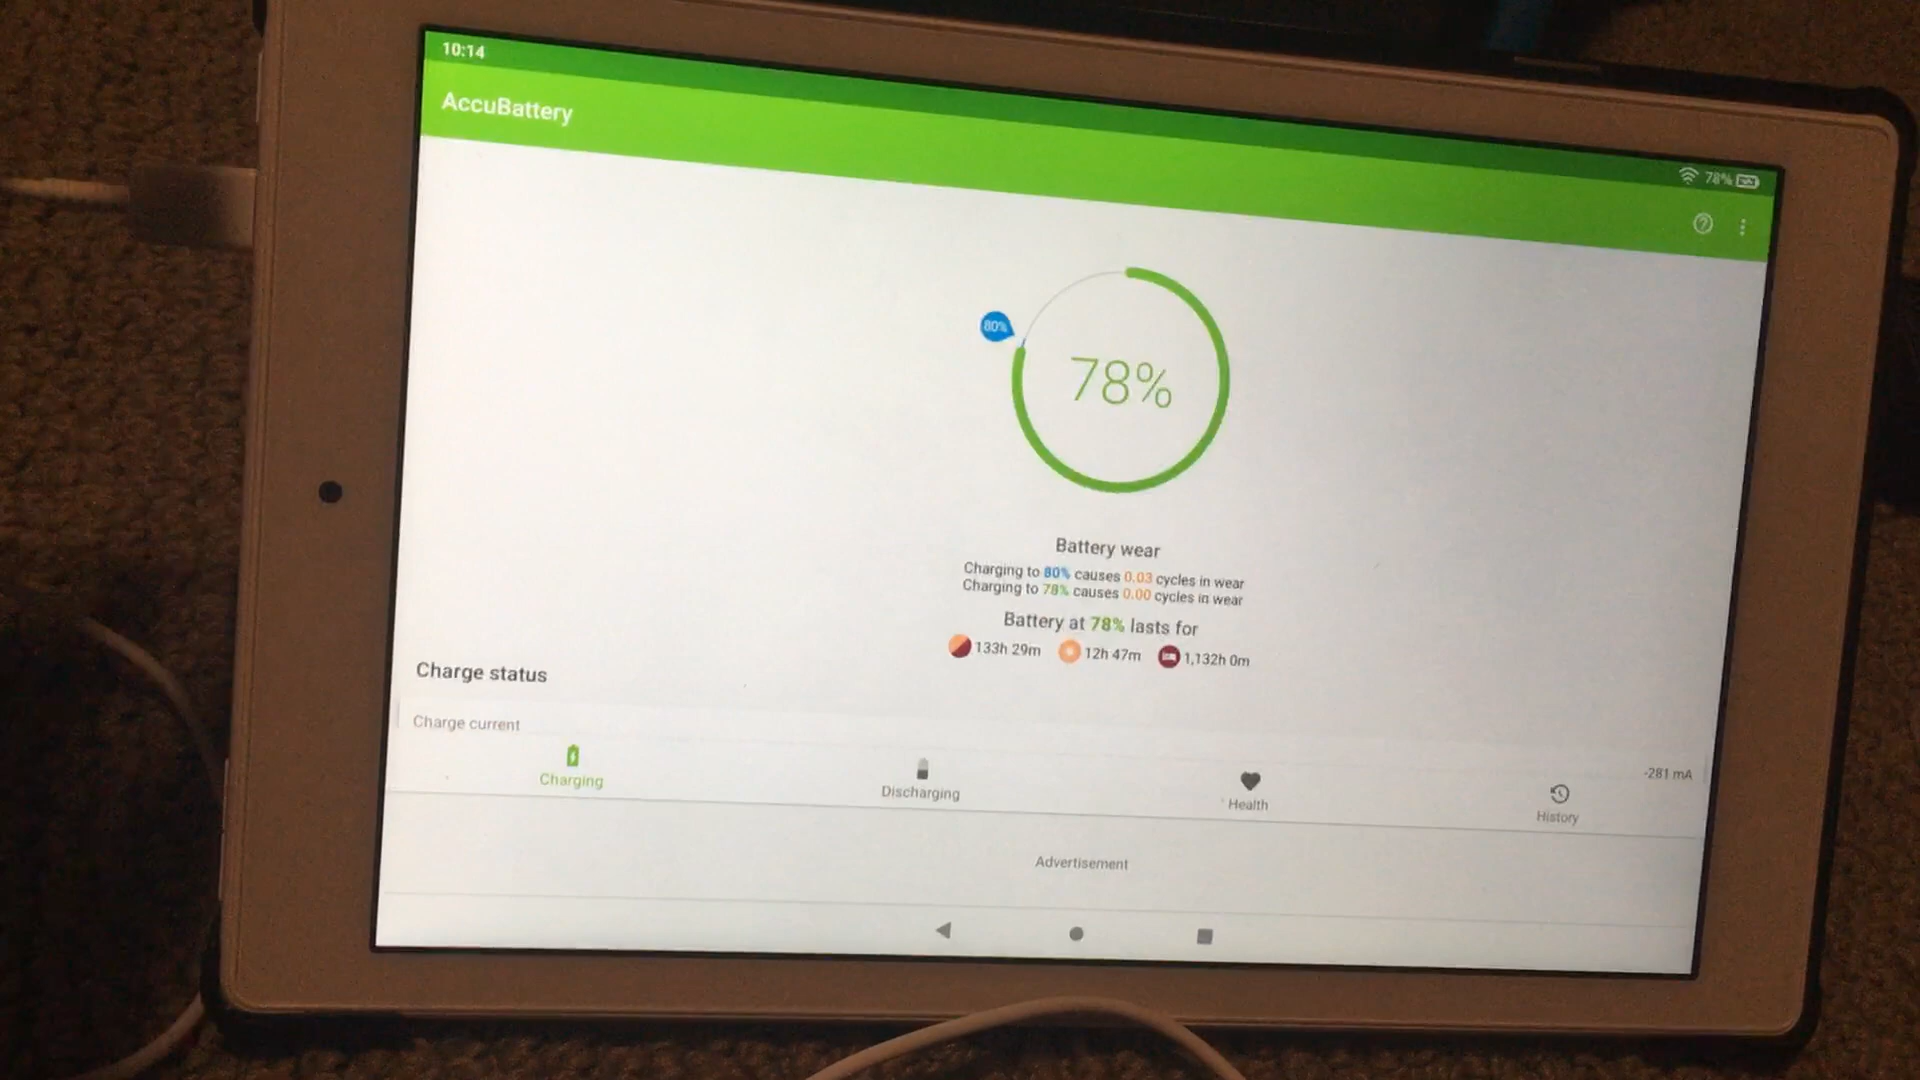 10:14
78%
AccuBattery
80%
78%
Battery wear
Charging to 80% causes 0.03 cycles in wear
Charging to 78% causes 0.00 cycles in wear
Battery at 78% lasts for
133h 29m 12h 47m 1,132h 0m
Charge status
Charge current
-281 mA
Charging Discharging Health History
Advertisement